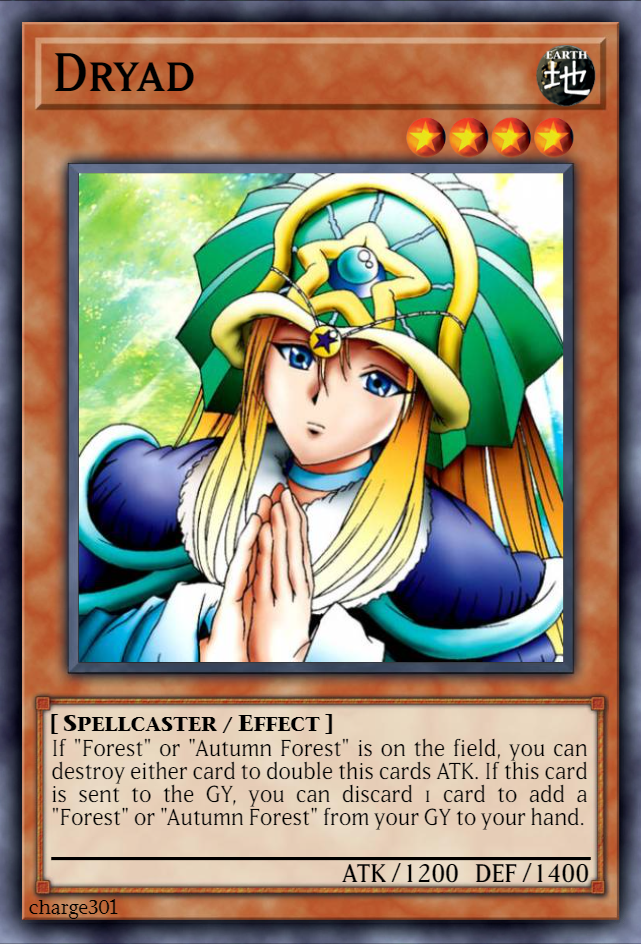 Dryad
EARTH
地
[ Spellcaster / Effect ]
If "Forest" or "Autumn Forest" is on the field, you can
destroy either card to double this cards ATK. If this card
is sent to the GY, you can discard 1 card to add a
"Forest" or "Autumn Forest" from your GY to your hand.
ATK/1200 DEF/1400
charge301